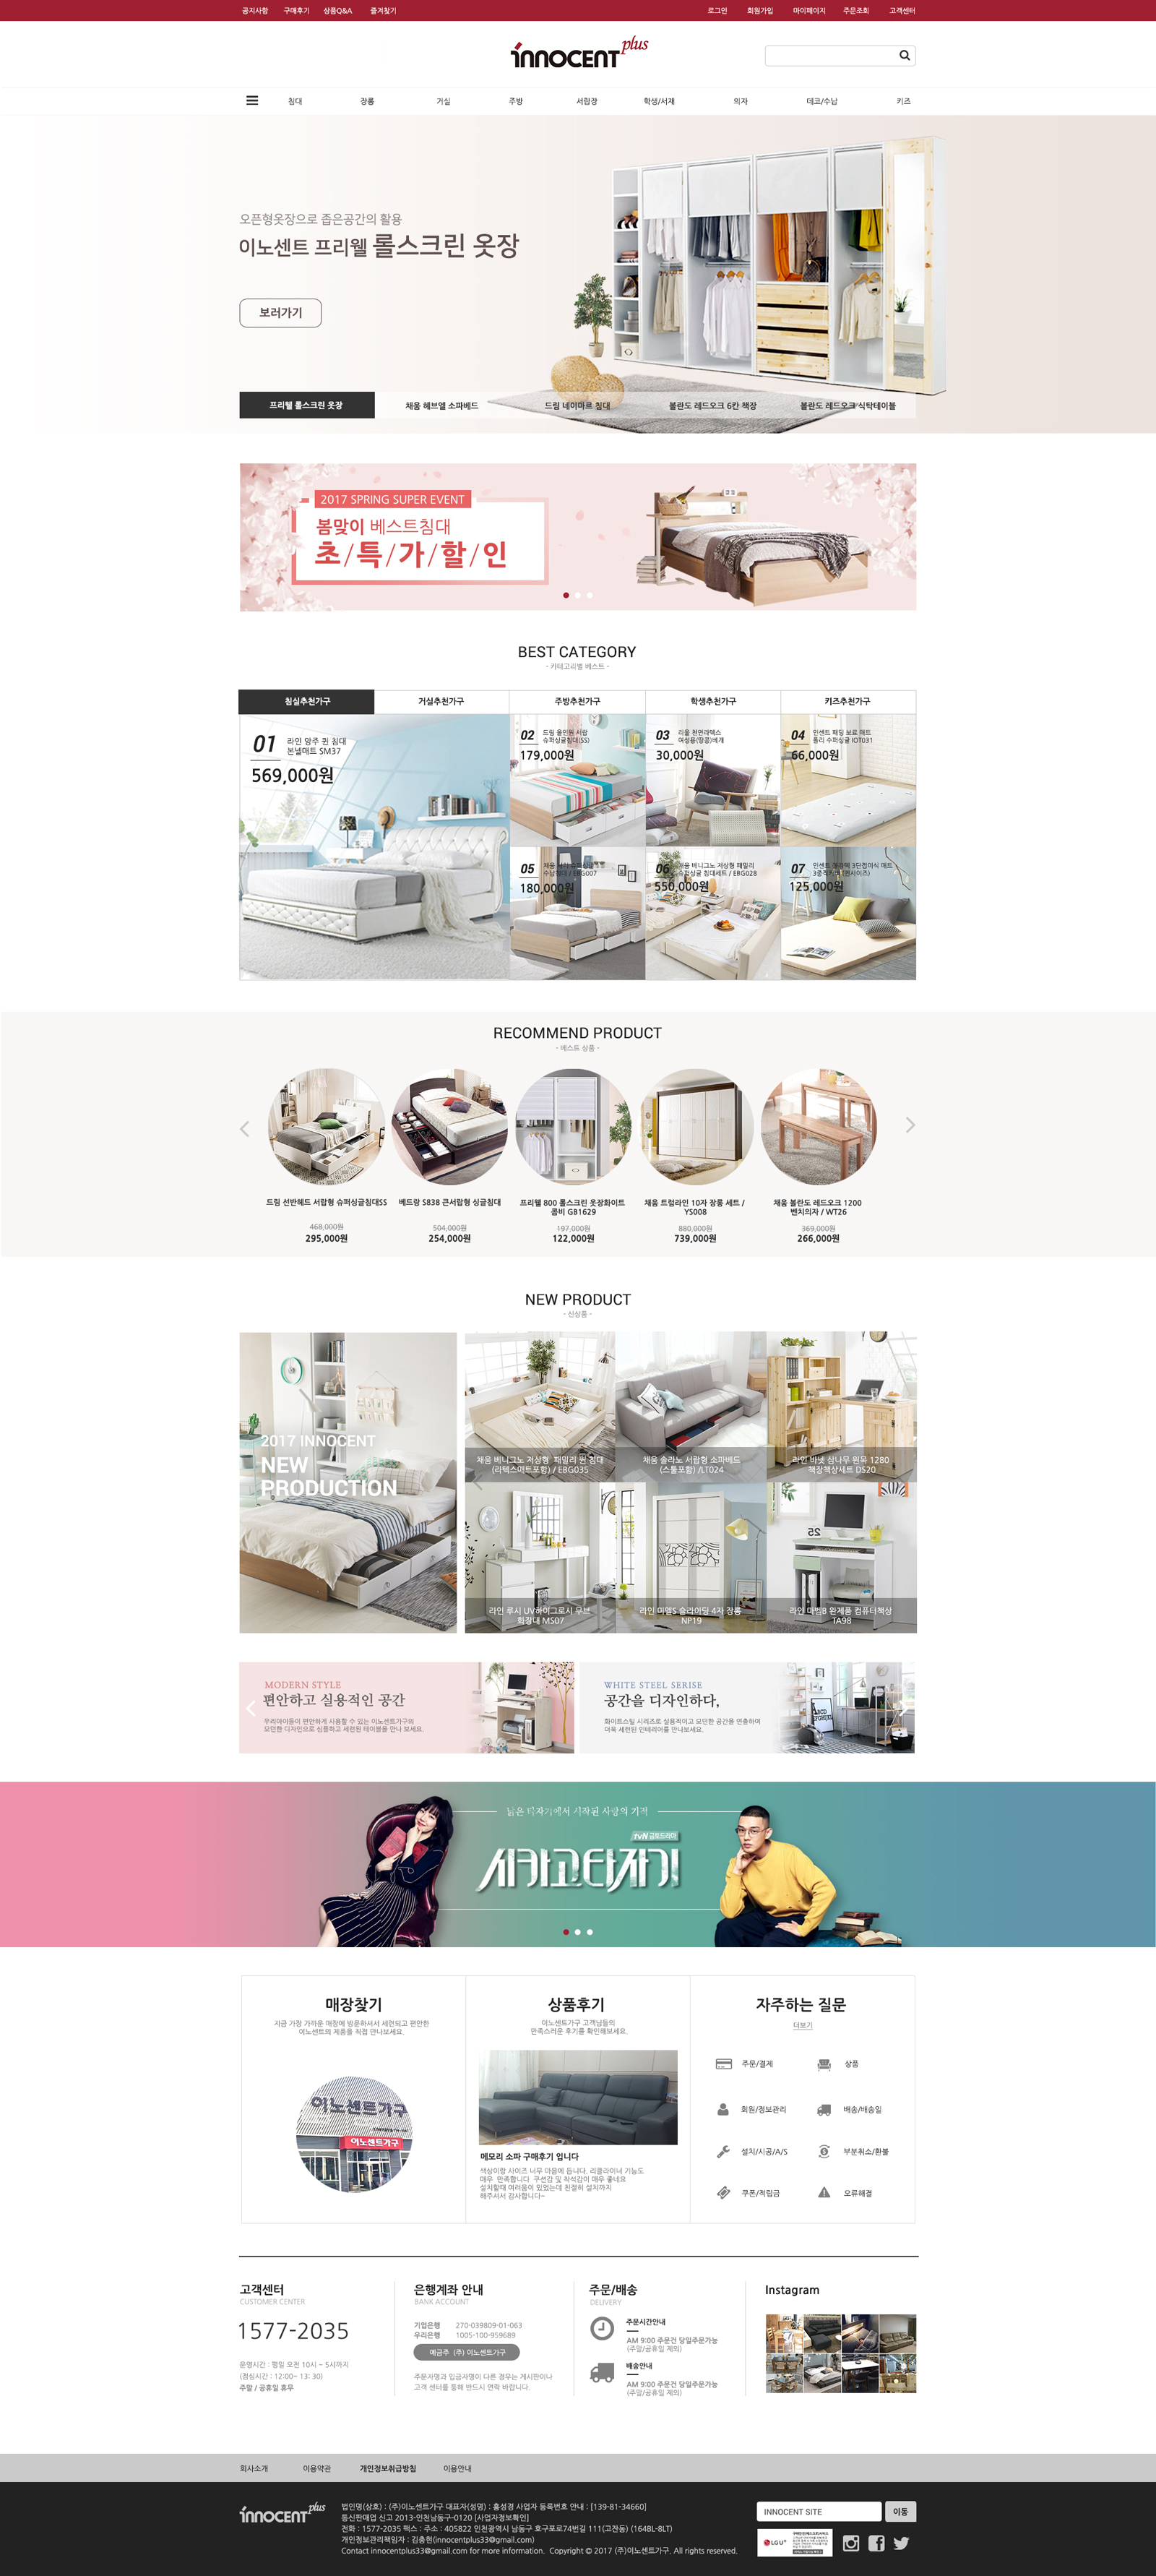 공지사항 구매후기 상품Q&A 즐겨찾기 로그인 회원가입 마이페이지 주문조회 고객센터
innocent plus
침대 장롱 거실 주방 서랍장 학생/서재 의자 데코/수납 키즈
오픈형옷장으로 좁은공간의 활용
이노센트 프리웰 롤스크린 옷장
보러가기
프리웰 롤스크린 옷장 채움 헤브엘 소파베드 드림 네이마르 침대 볼란도 레드오크 6칸 책장 볼란도 레드오크 식탁테이블
2017 SPRING SUPER EVENT
봄맞이 베스트침대
초/특/가/할/인
BEST CATEGORY
- 카테고리별 베스트 -
침실추천가구 거실추천가구 주방추천가구 학생추천가구 키즈추천가구
01 라인 앙주 퀸 침대
본넬매트 SM37
569,000원
02 드림 올인원 서랍
슈퍼싱글침대(SS)
179,000원
03 리울 천연라텍스
여성용(땅콩)베개
30,000원
04 인센트 패딩 보료 매트
통리 수퍼싱글 IOT031
66,000원
05
수납침대 / EBG007
180,000원
06 채움 베니그노 저상형 패밀리
슈퍼싱글 침대세트 / EBG028
550,000원
07 3단접이식 매트
125,000원
RECOMMEND PRODUCT
- 베스트 상품 -
드림 선반헤드 서랍형 슈퍼싱글침대SS
468,000원
295,000원
베드랑 S838 큰서랍형 싱글침대
504,000원
254,000원
프리웰 800 롤스크린 옷장화이트
콤비 GB1629
197,000원
122,000원
채움 트럼라인 10자 장롱 세트 /
YS008
880,000원
739,000원
채움 볼란도 레드오크 1200
벤치의자 / WT26
369,000원
266,000원
NEW PRODUCT
- 신상품 -
2017 INNOCENT
NEW
PRODUCTION
채움 베니그노 저상형 패밀리 퀸 침대
(라텍스매트포함) / EBG035
채움 솔라노 서랍형 소파베드
(스툴포함) /LT024
라인 바넷 삼나무 원목 1280
책장책상세트 DS20
라인 루시 UV하이그로시 무브
화장대 MS07
라인 미엘S 슬라이딩 4자 장롱
NP19
라인 마범B 완제품 컴퓨터책상
TA98
MODERN STYLE
편안하고 실용적인 공간
우리아이들이 편안하게 사용할 수 있는 이노센트가구의
모던한 디자인으로 심플하고 세련된 테이블을 만나 보세요.
WHITE STEEL SERISE
공간을 디자인하다,
화이트스틸 시리즈로 실용적이고 모던한 공간을 연출하여
더욱 세련된 인테리어를 만나보세요.
낡은 타자기에서 시작된 사랑의 기적
tvN 금토드라마
시카고타자기
매장찾기
지금 가장 가까운 매장에 방문하셔서 세련되고 편안한
이노센트의 제품을 직접 만나보세요.
이노센트가구
이노센트가구
상품후기
이노센트가구 고객님들의
만족스러운 후기를 확인해보세요.
메모리 소파 구매후기 입니다
색상이랑 사이즈 너무 마음에 듭니다. 리클라이너 기능도
매우 만족합니다 쿠션감 및 착석감이 매우 좋네요
설치할때 여러움이 있었는데 친절히 설치까지
해주셔서 감사합니다~
자주하는 질문
더보기
주문/결제 상품
회원/정보관리 배송/배송일
설치/시공/A/S 부분취소/환불
쿠폰/적립금 오류해결
고객센터
CUSTOMER CENTER
1577-2035
운영시간 : 평일 오전 10시 ~ 5시까지
(점심시간 : 12:00~ 13: 30)
주말 / 공휴일 휴무
은행계좌 안내
BANK ACCOUNT
기업은행 270-039809-01-063
우리은행 1005-100-959689
예금주 (주) 이노센트가구
주문자명과 입금자명이 다른 경우는 게시판이나
고객 센터를 통해 반드시 연락 바랍니다.
주문/배송
DELIVERY
주문시간안내
AM 9:00 주문건 당일주문가능
(주말/공휴일 제외)
배송안내
AM 9:00 주문건 당일주문가능
(주말/공휴일 제외)
Instagram
회사소개 이용약관 개인정보취급방침 이용안내
innocent plus
법인명(상호) : (주)이노센트가구 대표자(성명) : 홍성경 사업자 등록번호 안내 : [139-81-34660]
통신판매업 신고 2013-인천남동구-0120 [사업자정보확인]
전화 : 1577-2035 팩스 : 주소 : 405822 인천광역시 남동구 호구포로74번길 111(고잔동) (1648L-8LT)
개인정보관리책임자 : 김충현(innocentplus33@gmail.com)
Contact innocentplus33@gmail.com for more information. Copyright © 2017 (주)이노센트가구. All rights reserved.
INNOCENT SITE 이동
LG U+